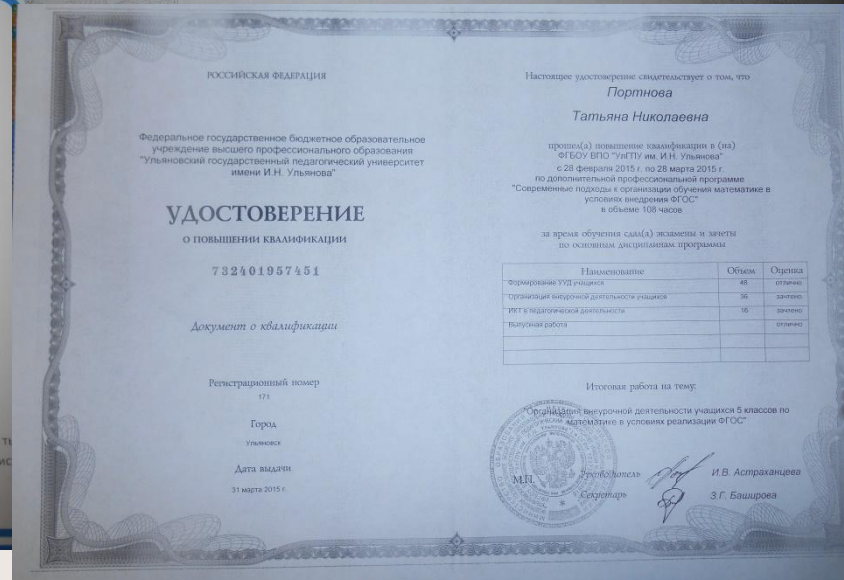 РОССИЙСКАЯ ФЕДЕРАЦИЯ
Федеральное государственное бюджетное образовательное
учреждение высшего профессионального образования
"Ульяновский государственный педагогический университет
имени И.Н. Ульянова"
УДОСТОВЕРЕНИЕ
О ПОВЫШЕНИИ КВАЛИФИКАЦИИ
732401957451
Документ о квалификации
Регистрационный номер
171
Город
Ульяновск
Дата выдачи
31 марта 2015 г.
Настоящее удостоверение свидетельствует о том, что
Портнова
Татьяна Николаевна
прошел(а) повышение квалификации в (на)
ФГБОУ ВПО "УлГПУ им. И.Н. Ульянова"
с 28 февраля 2015 г. по 28 марта 2015 г.
по дополнительной профессиональной программе
"Современные подходы к организации обучения математике в
условиях внедрения ФГОС"
в объеме 108 часов
за время обучения сдал(а) экзамены и зачеты
по основным дисциплинам программы
Наименование Объем Оценка
Формирование УУД учащихся отлично
Организация внеурочной деятельности учащихся 36 зачтено
ИКТ в педагогической деятельности зачтено
Выпускная работа отлично
Итоговая работа на тему:
"Организация внеурочной деятельности учащихся 5 классов по
математике в условиях реализации ФГОС"
М.П.
Руководитель И.В. Астраханцева
Секретарь З.Г. Баширова